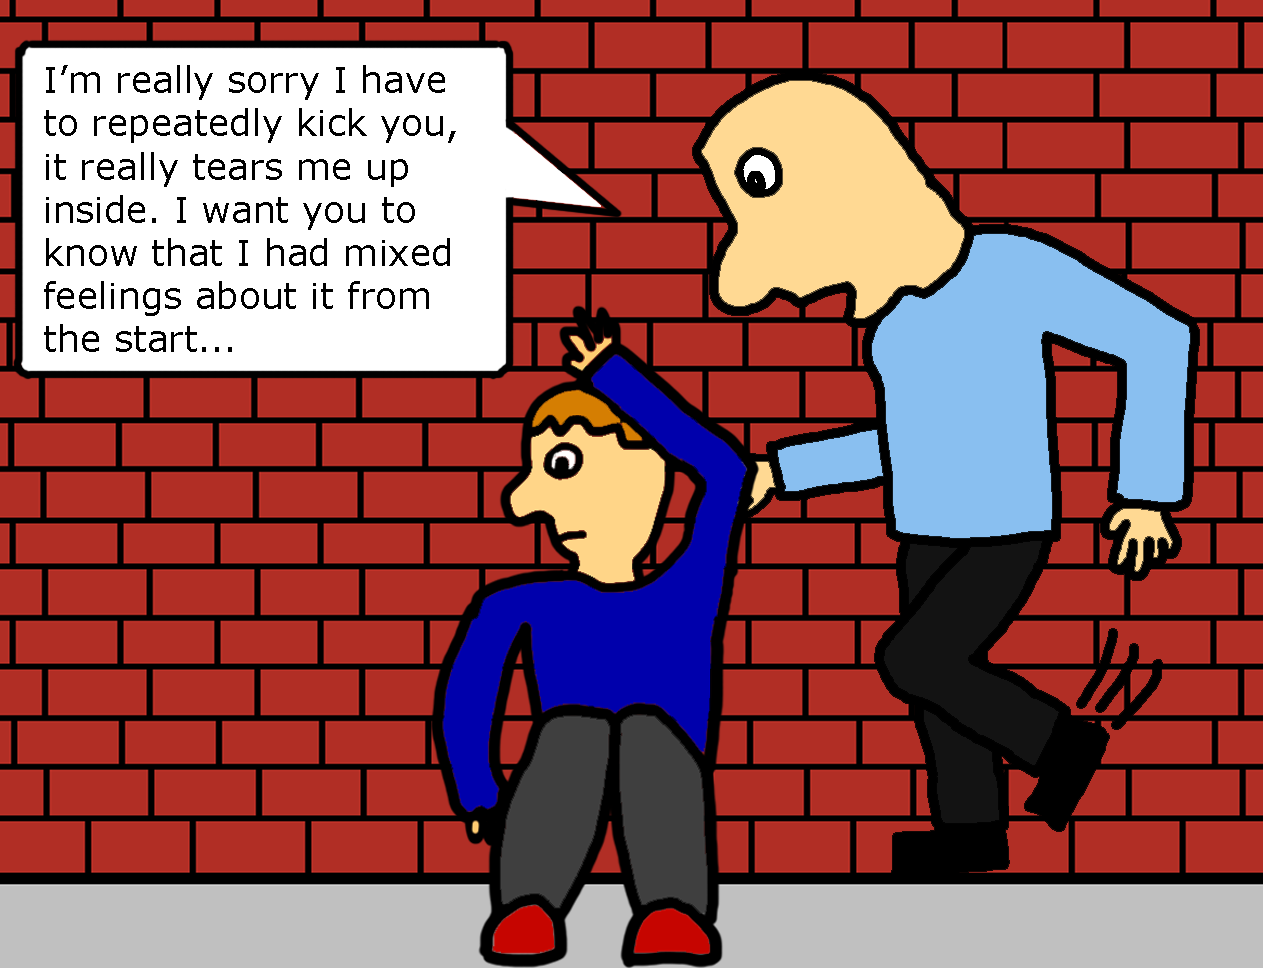 I’m really sorry I have
to repeatedly kick you,
it really tears me up
inside. I want you to
know that I had mixed
feelings about it from
the start...